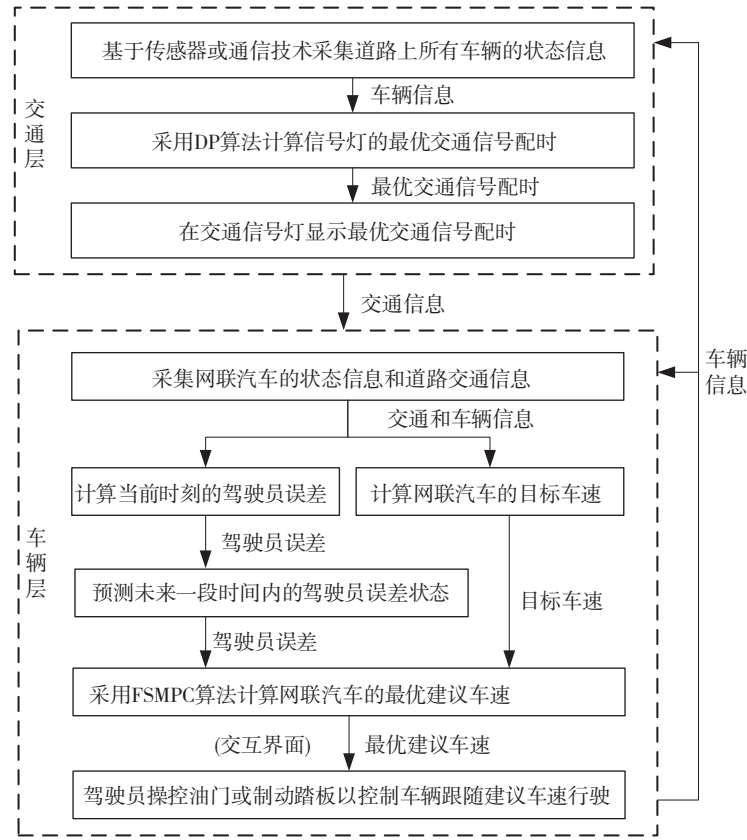 基于传感器或通信技术采集道路上所有车辆的状态信息
车辆信息
交通层
采用DP算法计算信号灯的最优交通信号配时
最优交通信号配时
在交通信号灯显示最优交通信号配时
交通信息
车辆
信息
采集网联汽车的状态信息和道路交通信息
交通和车辆信息
计算当前时刻的驾驶员误差
计算网联汽车的目标车速
驾驶员误差
车辆层
预测未来一段时间内的驾驶员误差状态
目标车速
驾驶员误差
采用FSMPC算法计算网联汽车的最优建议车速
(交互界面)
最优建议车速
驾驶员操控油门或制动踏板以控制车辆跟随建议车速行驶